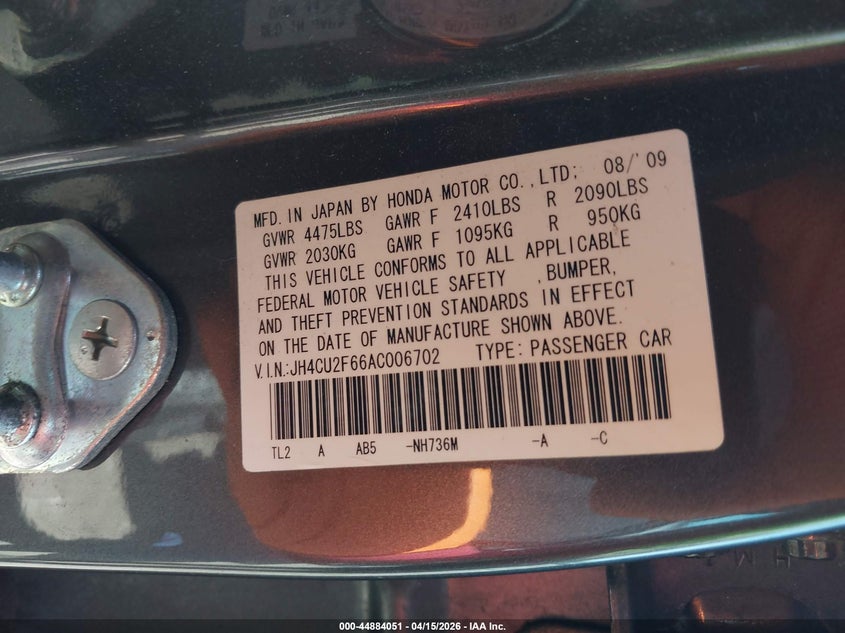 MFD. IN JAPAN BY HONDA MOTOR CO., LTD; 08/'09
GVWR 4475LBS GAWR F 2410LBS R 2090LBS
GVWR 2030KG GAWR F 1095KG R 950KG
THIS VEHICLE CONFORMS TO ALL APPLICABLE
FEDERAL MOTOR VEHICLE SAFETY ,BUMPER,
AND THEFT PREVENTION STANDARDS IN EFFECT
ON THE DATE OF MANUFACTURE SHOWN ABOVE.
V.I.N.:JH4CU2F66AC006702 TYPE: PASSENGER CAR
TL2 A AB5 -NH736M -A -C
000-44884051 - 04/15/2026 - IAA Inc.